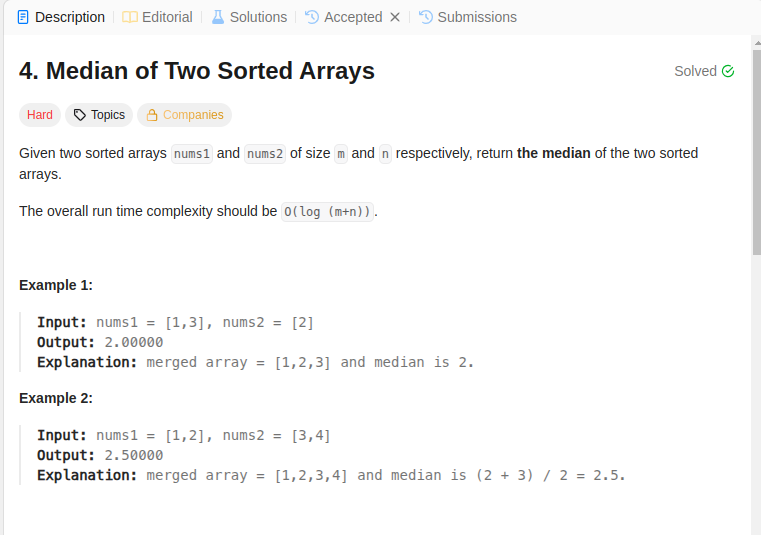 Description Editorial Solutions Accepted Submissions
4. Median of Two Sorted Arrays
Solved
Hard Topics Companies
Given two sorted arrays nums1 and nums2 of size m and n respectively, return the median of the two sorted
arrays.
The overall run time complexity should be O(log (m+n)).
Example 1:
Input: nums1 = [1,3], nums2 = [2]
Output: 2.00000
Explanation: merged array = [1,2,3] and median is 2.
Example 2:
Input: nums1 = [1,2], nums2 = [3,4]
Output: 2.50000
Explanation: merged array = [1,2,3,4] and median is (2 + 3) / 2 = 2.5.